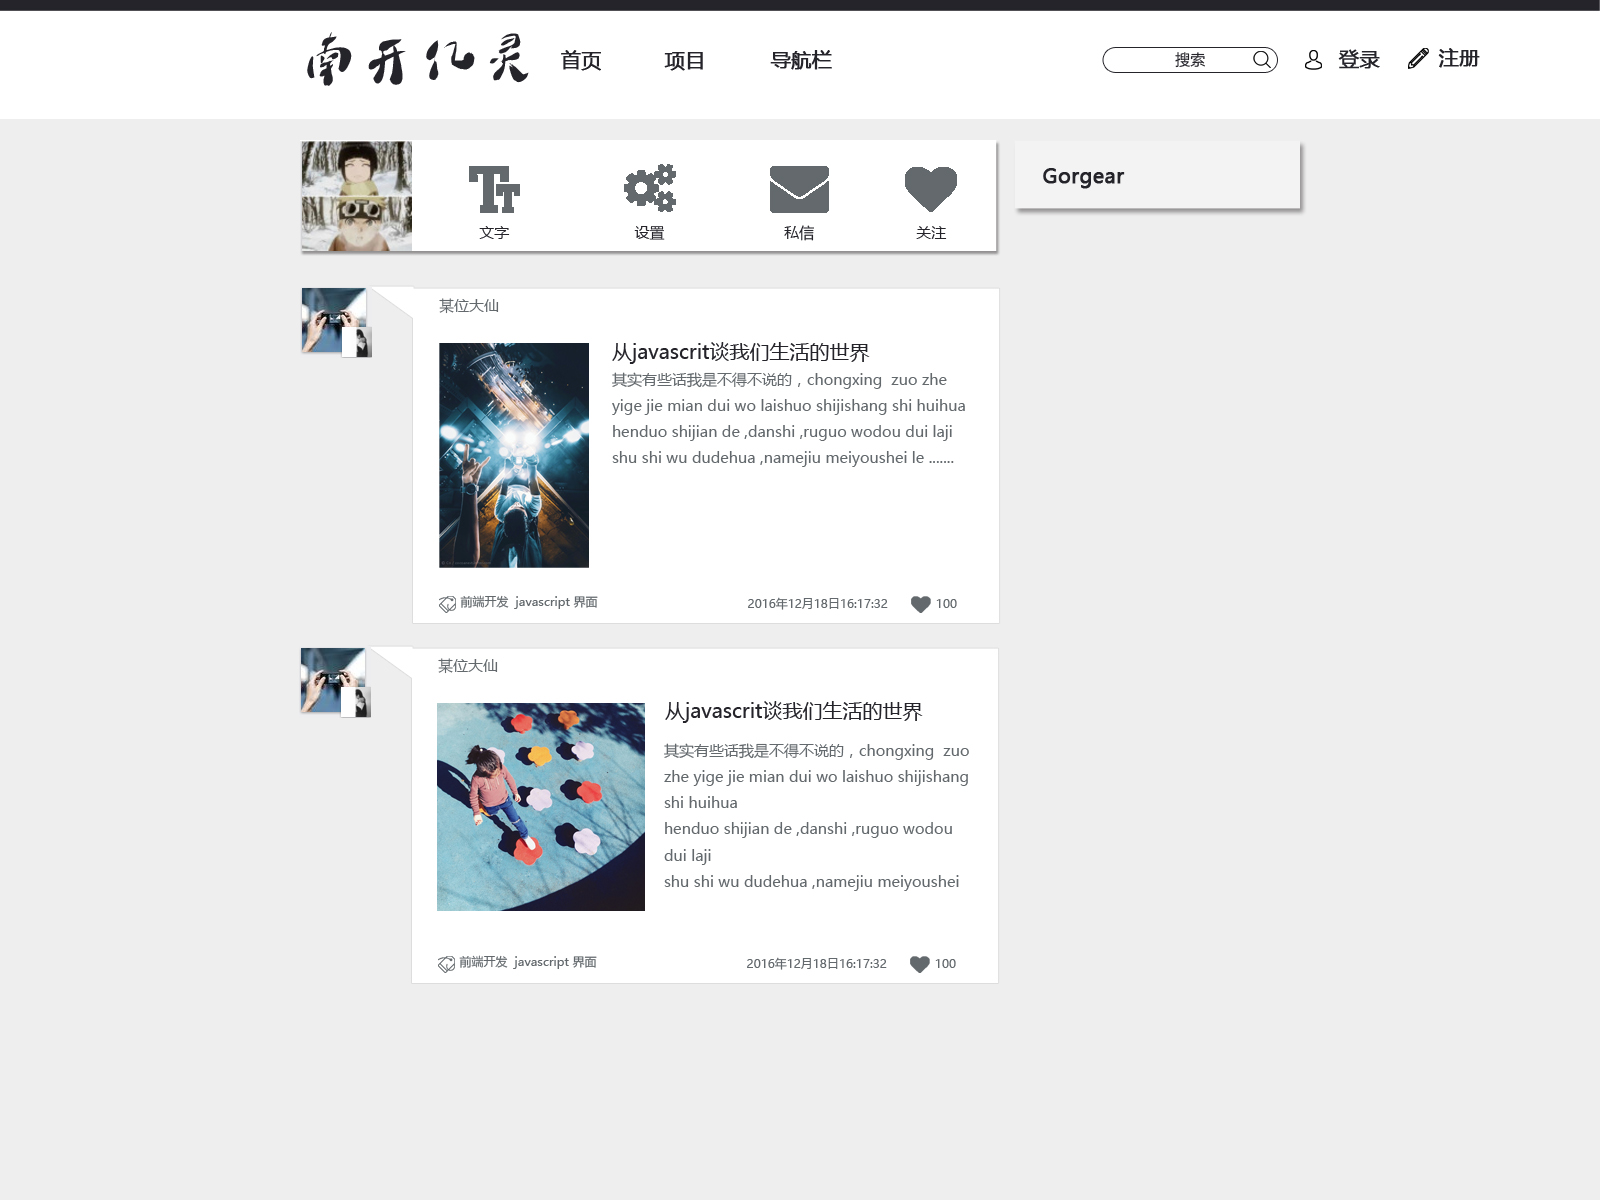 南开亿灵
首页 项目 导航栏
搜索
登录 注册
文字 设置 私信 关注
Gorgear
某位大仙
从javascrit谈我们生活的世界
其实有些话我是不得不说的，chongxing  zuo zhe
yige jie mian dui wo laishuo shijishang shi huihua
henduo shijian de ,danshi ,ruguo wodou dui laji
shu shi wu dudehua ,namejiu meiyoushei le .......
前端开发 javascript 界面
2016年12月18日16:17:32 100
某位大仙
从javascrit谈我们生活的世界
其实有些话我是不得不说的，chongxing  zuo
zhe yige jie mian dui wo laishuo shijishang
shi huihua
henduo shijian de ,danshi ,ruguo wodou
dui laji
shu shi wu dudehua ,namejiu meiyoushei
前端开发 javascript 界面
2016年12月18日16:17:32 100